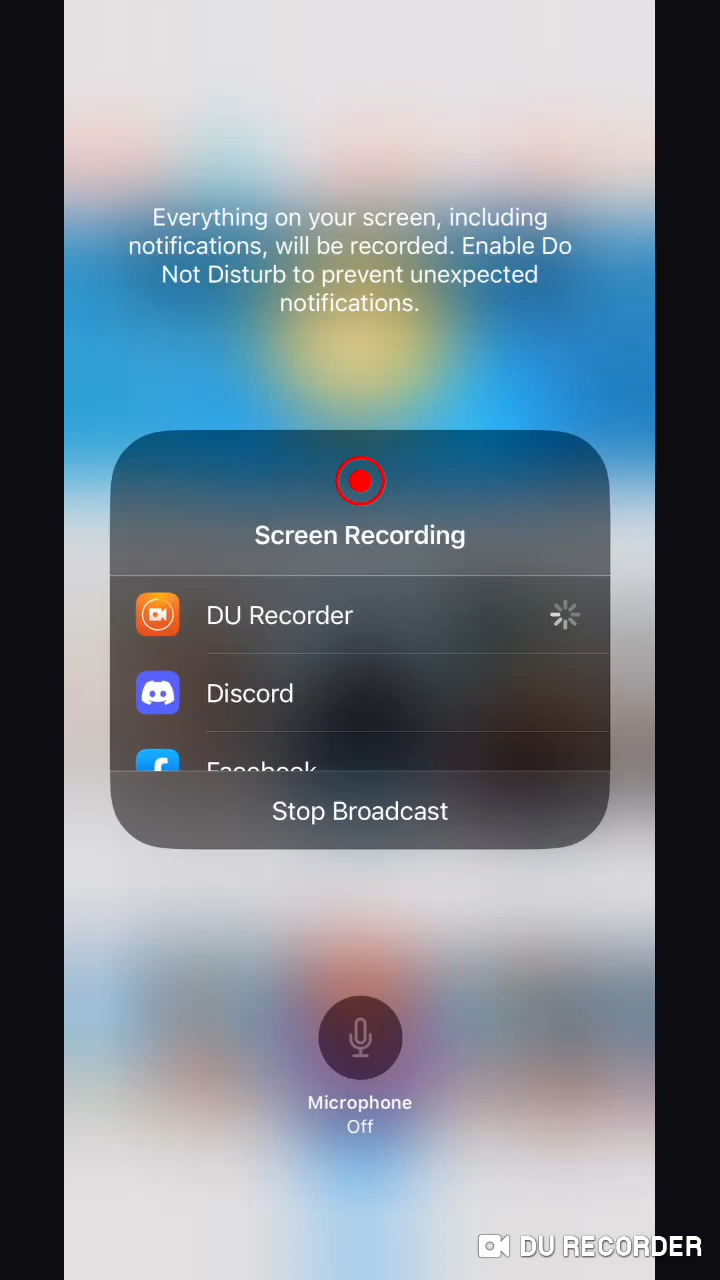 Everything on your screen, including
notifications, will be recorded. Enable Do
Not Disturb to prevent unexpected
notifications.
Screen Recording
DU Recorder
Discord
Facebook
Stop Broadcast
Microphone
Off
DU RECORDER